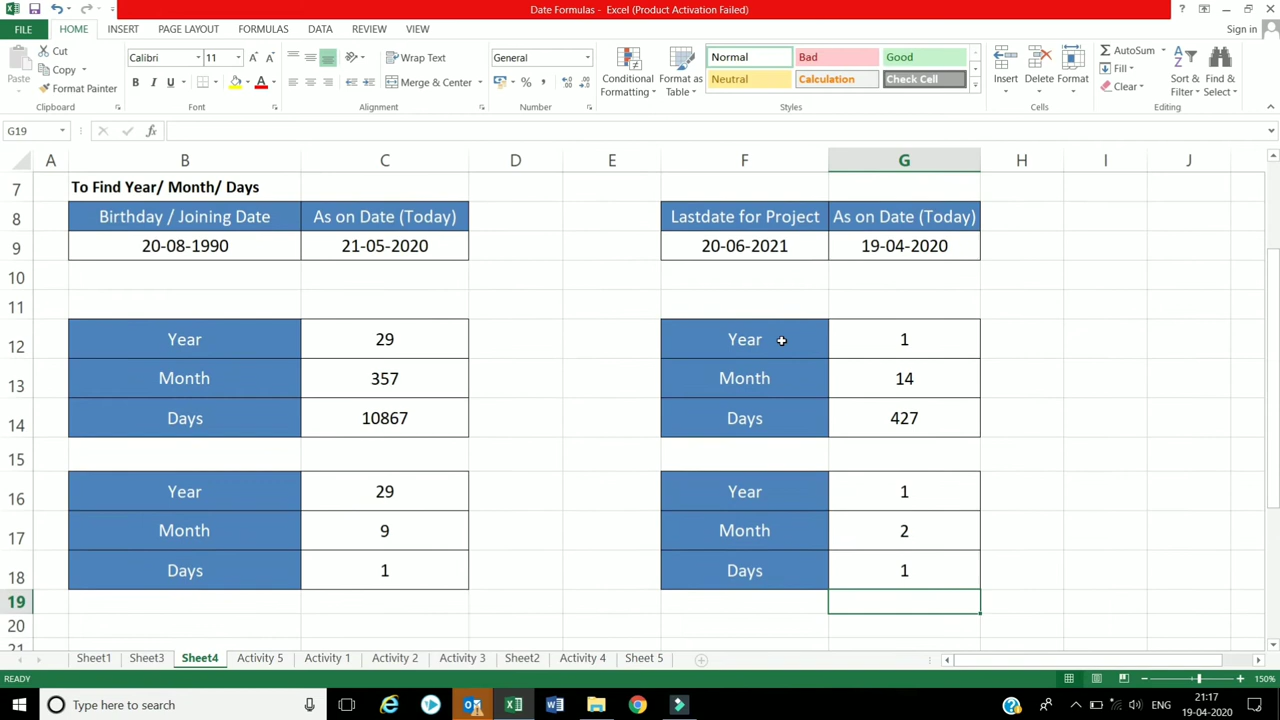 Date Formulas - Excel (Product Activation Failed)
FILE HOME INSERT PAGE LAYOUT FORMULAS DATA REVIEW VIEW Sign in
Paste
Cut
Copy
Format Painter
Clipboard
Calibri 11
B I U
Font
Wrap Text
Merge & Center
Alignment
General
%
Number
Conditional Formatting
Format as Table
Normal Bad Good
Neutral Calculation Check Cell
Styles
Insert Delete Format
Cells
AutoSum
Fill
Clear
Sort & Filter
Find & Select
Editing
G19 fx
A B C D E F G H I J
7 To Find Year/ Month/ Days
8 Birthday / Joining Date As on Date (Today) Lastdate for Project As on Date (Today)
9 20-08-1990 21-05-2020 20-06-2021 19-04-2020
10
11
12 Year 29 Year 1
13 Month 357 Month 14
14 Days 10867 Days 427
15
16 Year 29 Year 1
17 Month 9 Month 2
18 Days 1 Days 1
19
20
21
Sheet1 Sheet3 Sheet4 Activity 5 Activity 1 Activity 2 Activity 3 Sheet2 Activity 4 Sheet 5
READY 150%
Type here to search ENG 21:17
19-04-2020